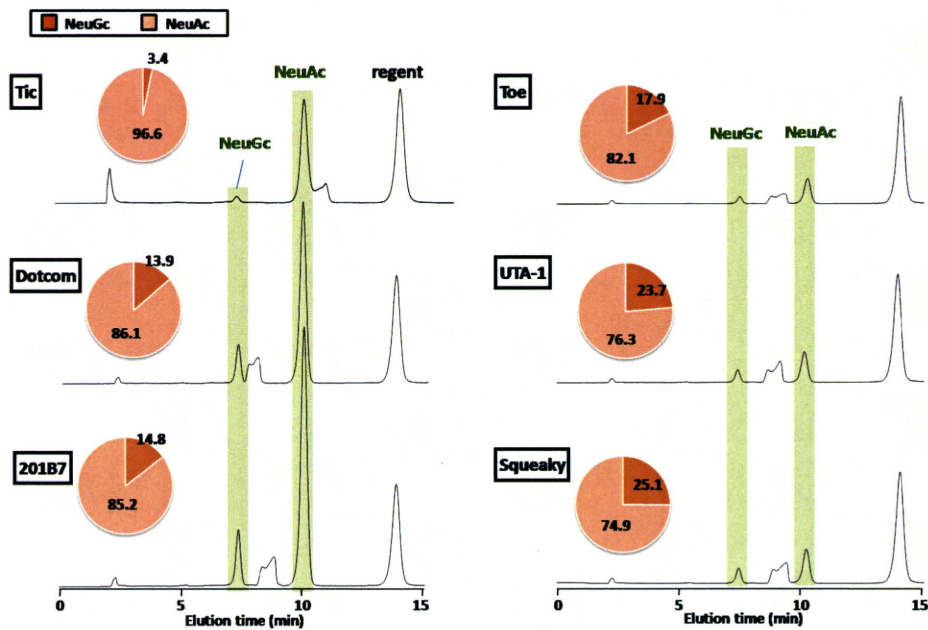 NeuGc NeuAc
Tic
3.4
96.6
NeuGc
NeuAc
regent
Dotcom
13.9
86.1
201B7
14.8
85.2
0 5 10 15
Elution time (min)
Toe
17.9
82.1
NeuGc
NeuAc
UTA-1
23.7
76.3
Squeaky
25.1
74.9
0 5 10 15
Elution time (min)